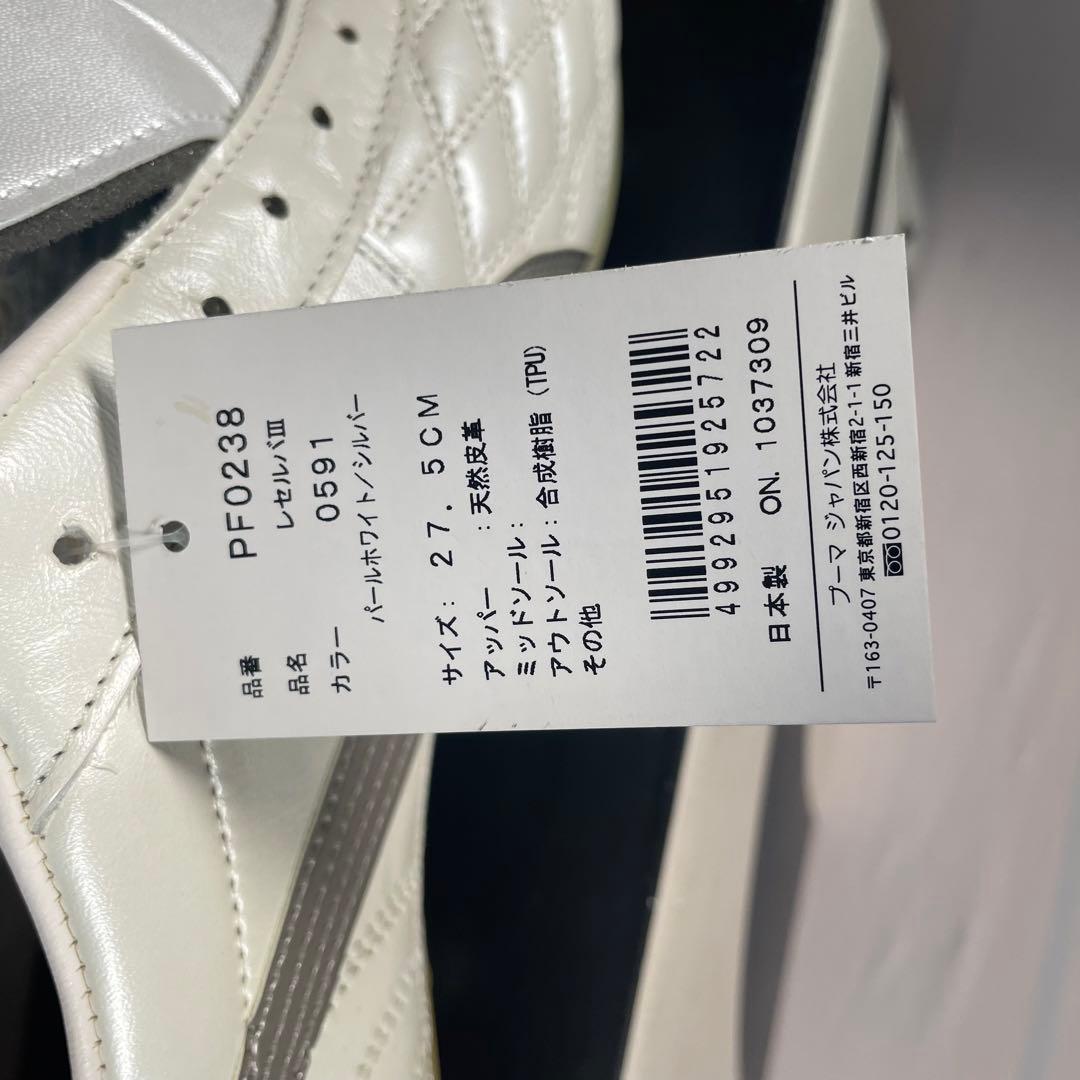 品番 PF0238
品名 レセルバⅢ
カラー 0591
パールホワイト/シルバー
サイズ: 27.5CM
アッパー :天然皮革
ミッドソール:
アウトソール:合成樹脂(TPU)
その他
4992951925722
日本製 ON. 1037309
プーマ ジャパン株式会社
〒163-0407 東京都新宿区西新宿2-1-1 新宿三井ビル
0120-125-150